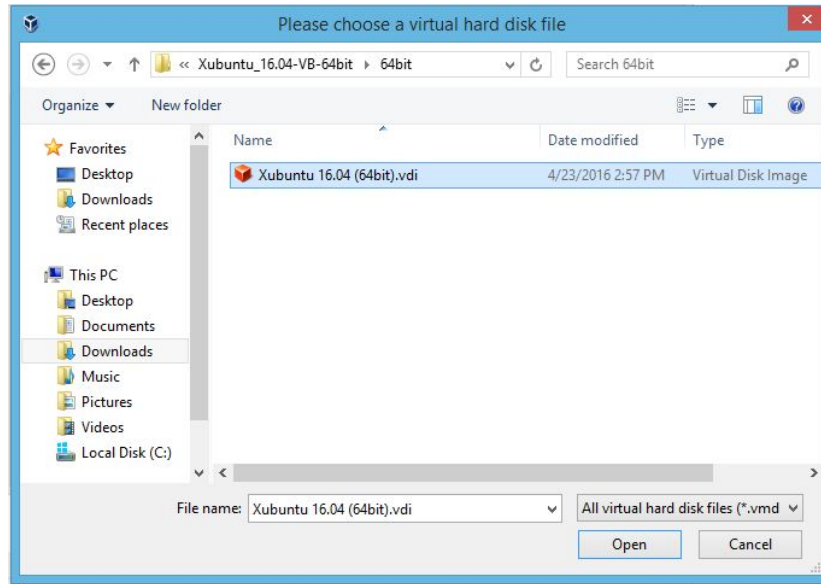 Please choose a virtual hard disk file
« Xubuntu_16.04-VB-64bit ▸ 64bit
Search 64bit
Organize
New folder
Name
Date modified
Type
Xubuntu 16.04 (64bit).vdi
4/23/2016 2:57 PM
Virtual Disk Image
Favorites
Desktop
Downloads
Recent places
This PC
Desktop
Documents
Downloads
Music
Pictures
Videos
Local Disk (C:)
File name:
Xubuntu 16.04 (64bit).vdi
All virtual hard disk files (*.vmd
Open
Cancel